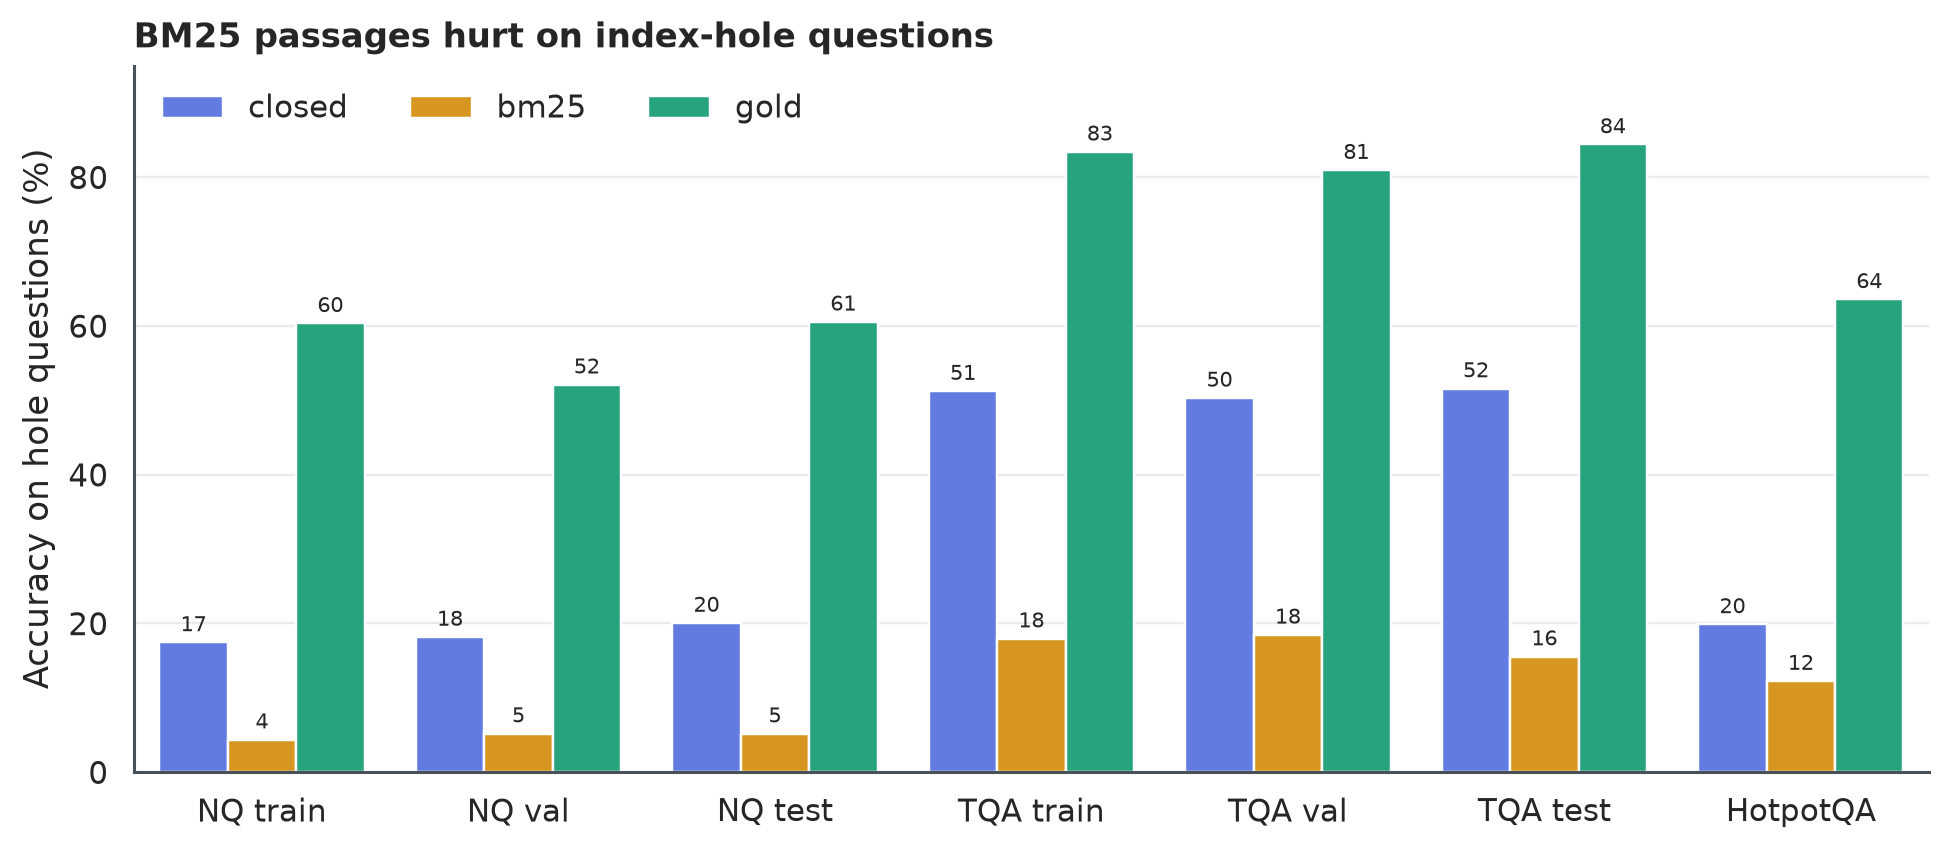 BM25 passages hurt on index-hole questions
closed bm25 gold
Accuracy on hole questions (%)
80
60
40
20
0
17 4 60
18 5 52
20 5 61
51 18 83
50 18 81
52 16 84
20 12 64
NQ train NQ val NQ test TQA train TQA val TQA test HotpotQA